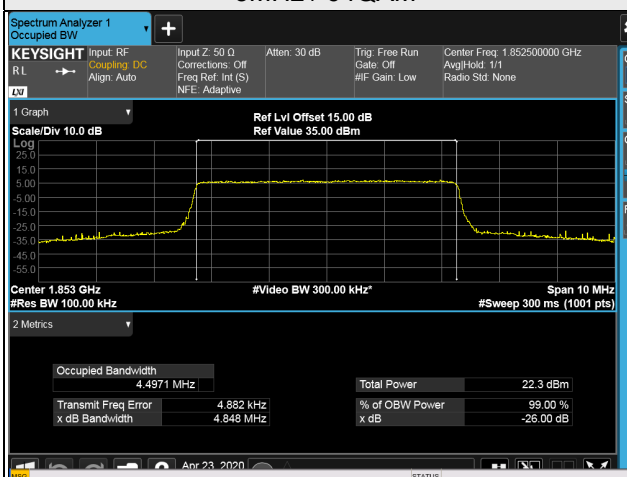 Spectrum Analyzer 1
Occupied BW
KEYSIGHT Input: RF Input Z: 50 Ω Atten: 30 dB Trig: Free Run Center Freq: 1.852500000 GHz
RL Coupling: DC Corrections: Off Gate: Off Avg|Hold: 1/1
Align: Auto Freq Ref: Int (S) #IF Gain: Low Radio Std: None
LXI NFE: Adaptive
1 Graph
Ref Lvl Offset 15.00 dB
Scale/Div 10.0 dB Ref Value 35.00 dBm
Log
25.0
15.0
5.00
-5.00
-15.0
-25.0
-35.0
-45.0
-55.0
Center 1.853 GHz #Video BW 300.00 kHz* Span 10 MHz
#Res BW 100.00 kHz #Sweep 300 ms (1001 pts)
2 Metrics
Occupied Bandwidth
4.4971 MHz Total Power 22.3 dBm
Transmit Freq Error 4.882 kHz % of OBW Power 99.00 %
x dB Bandwidth 4.848 MHz x dB -26.00 dB
Apr 23, 2020
MSG STATUS